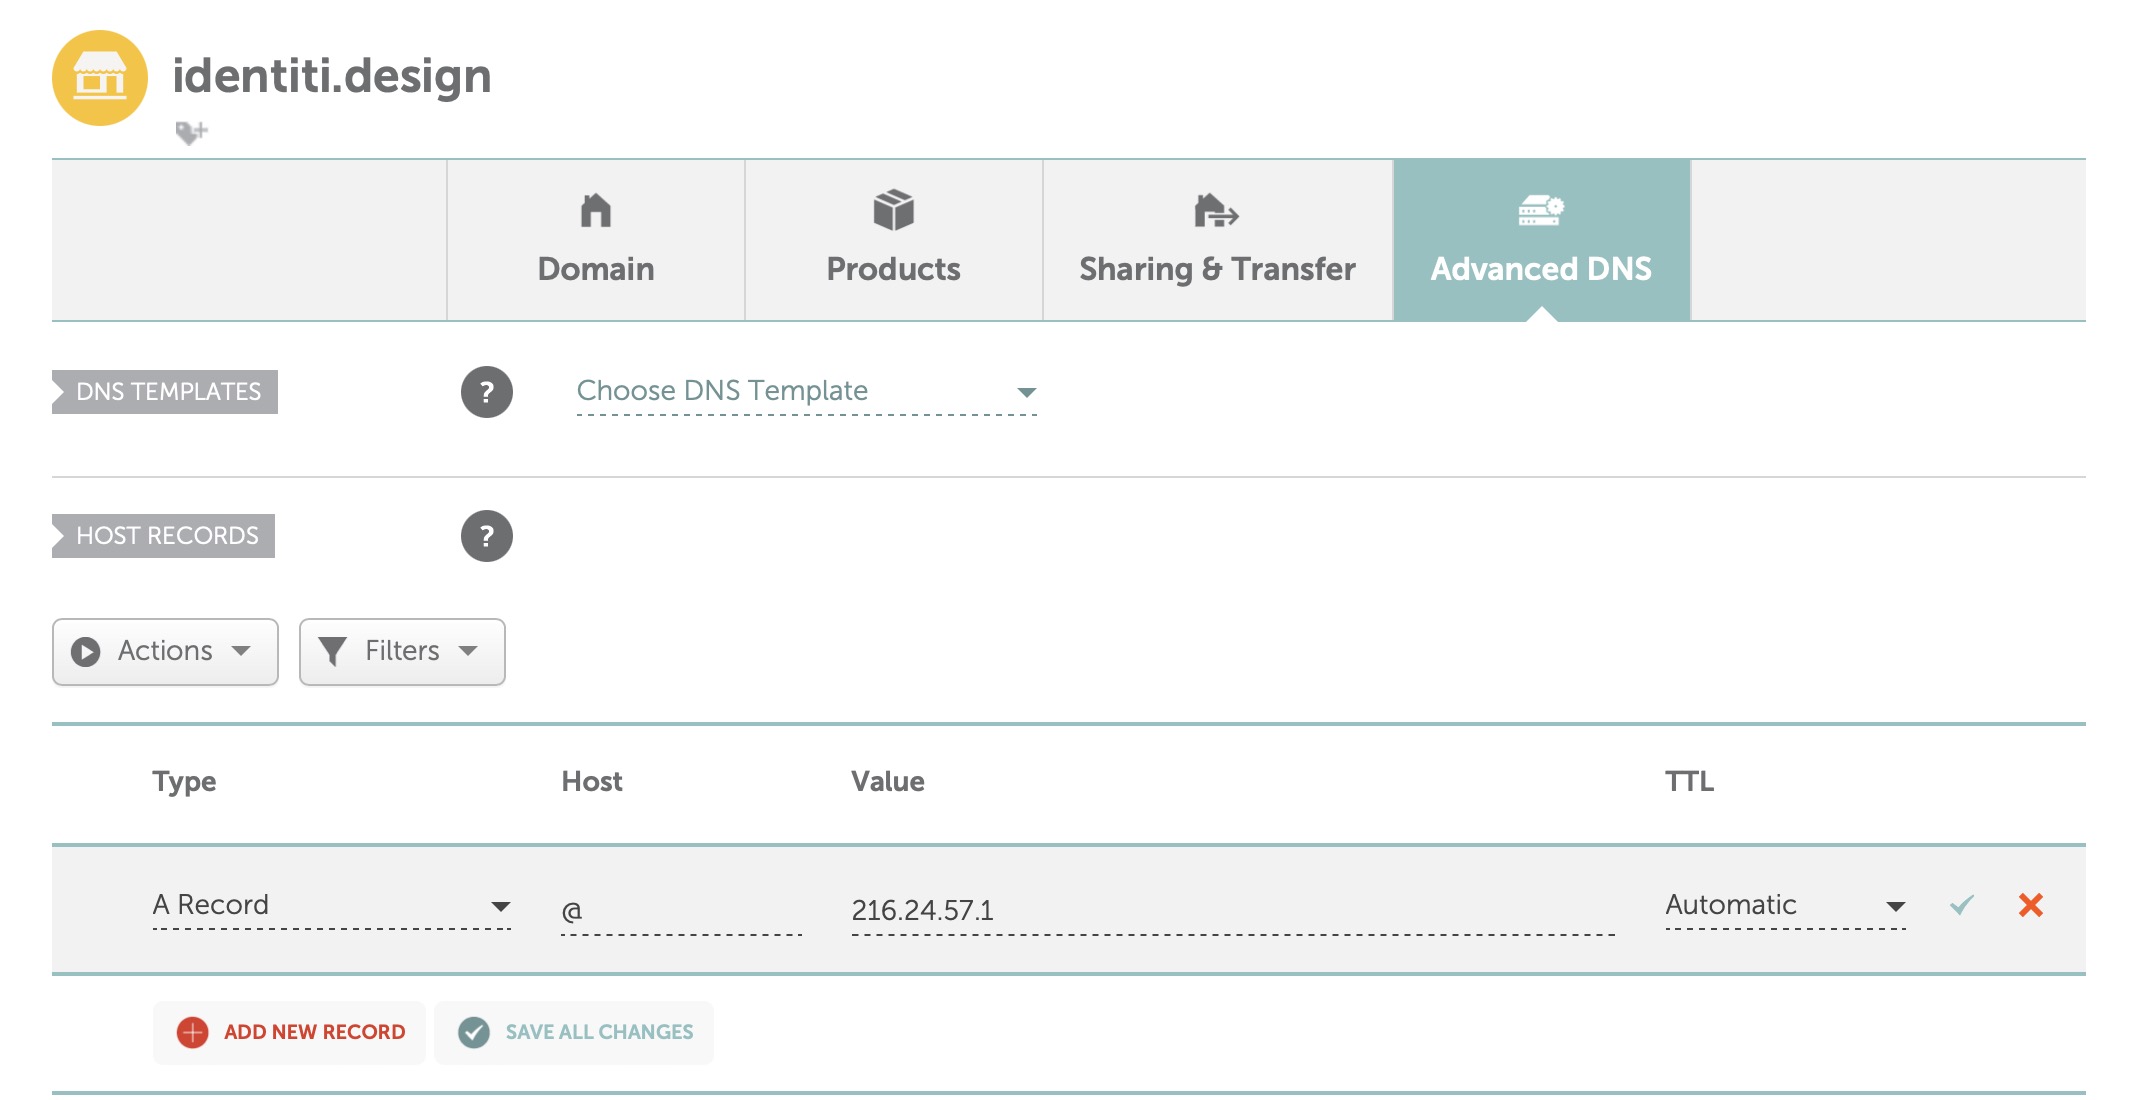 identiti.design
Domain
Products
Sharing & Transfer
Advanced DNS
DNS TEMPLATES
?
Choose DNS Template
HOST RECORDS
?
Actions
Filters
Type
Host
Value
TTL
A Record
@
216.24.57.1
Automatic
ADD NEW RECORD
SAVE ALL CHANGES